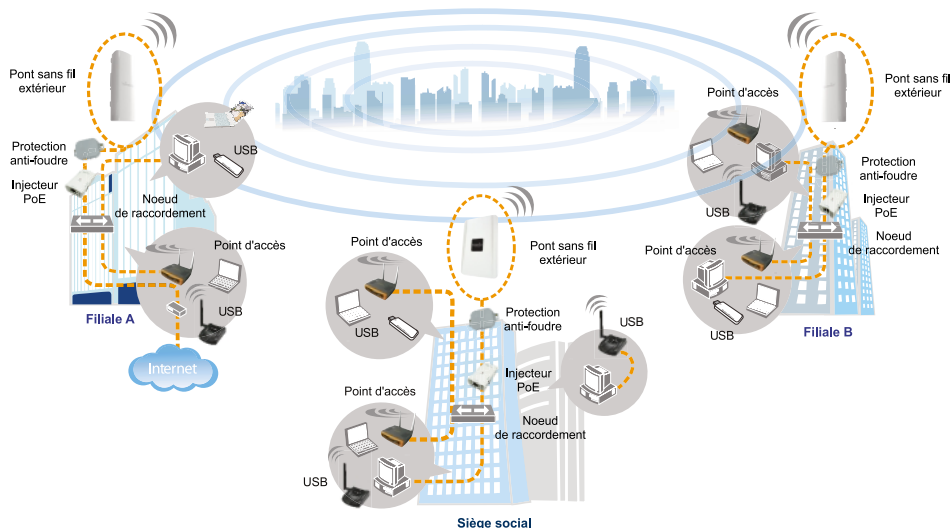 Pont sans fil
extérieur
Protection
anti-foudre
Injecteur
PoE
Noeud
de raccordement
USB
Point d'accès
USB
Filiale A
Internet
Point d'accès
USB
Pont sans fil
extérieur
Protection
anti-foudre
Injecteur
PoE
Noeud
de raccordement
USB
Point d'accès
USB
Siège social
Point d'accès
USB
Pont sans fil
extérieur
Protection
anti-foudre
Injecteur
PoE
Noeud
de raccordement
Point d'accès
USB
Filiale B